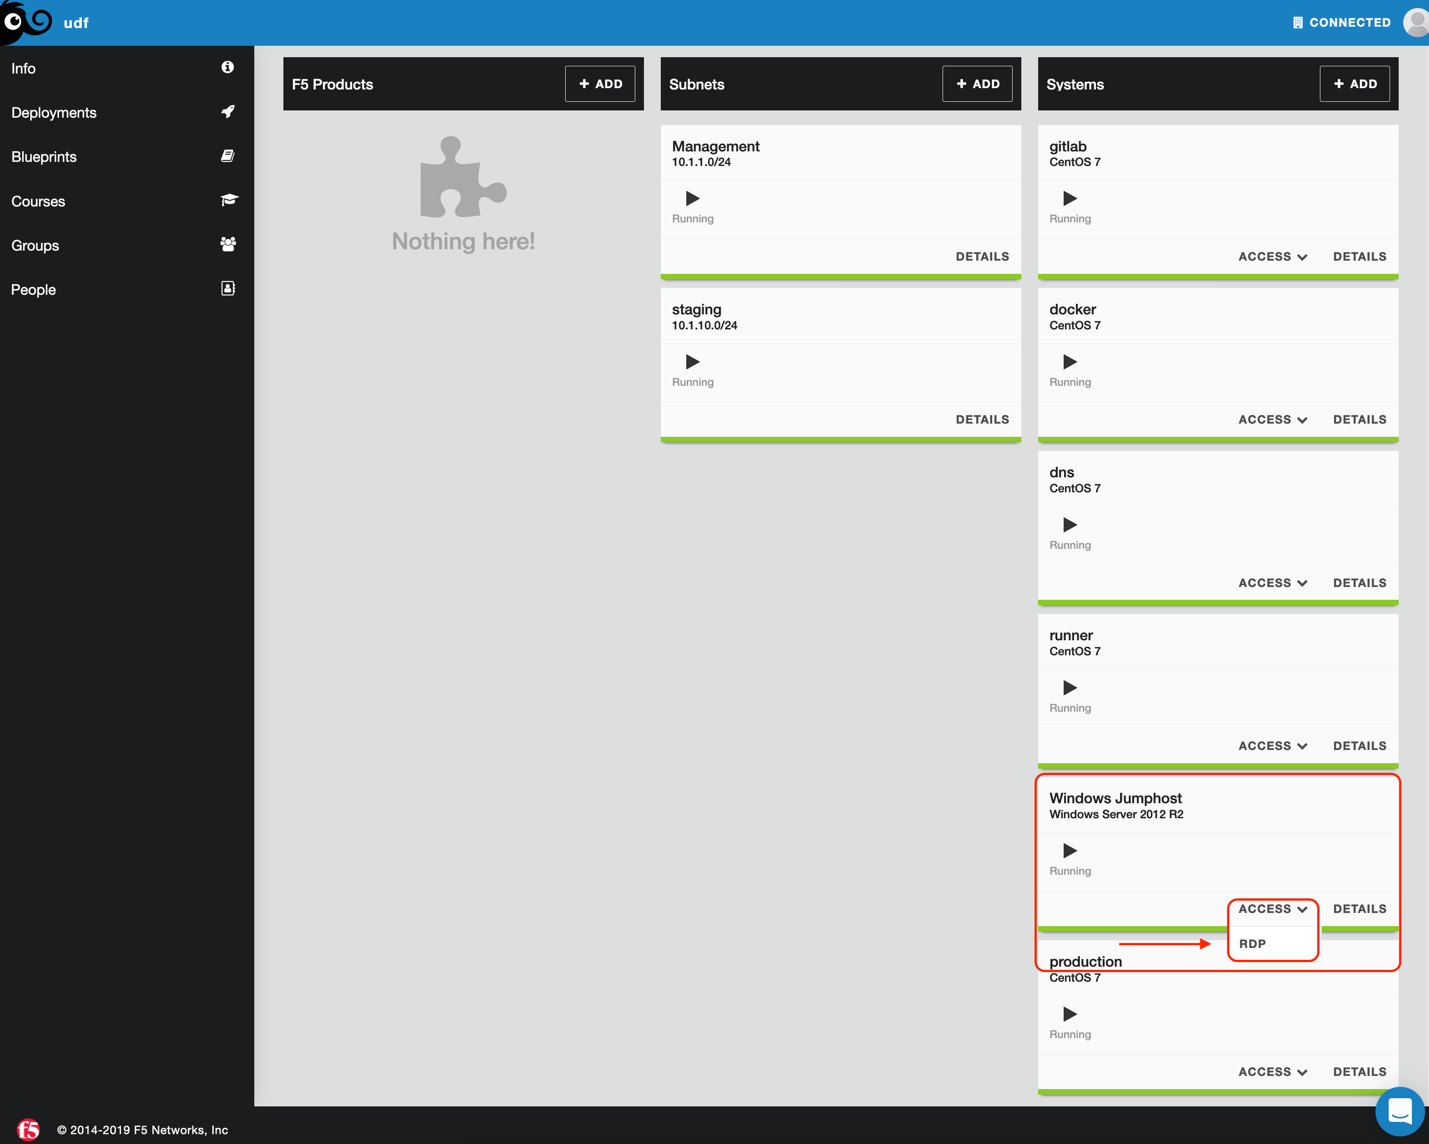 udf
CONNECTED
Info
Deployments
Blueprints
Courses
Groups
People
F5 Products
+ ADD
Nothing here!
Subnets
+ ADD
Management
10.1.1.0/24
Running
DETAILS
staging
10.1.10.0/24
Running
DETAILS
Systems
+ ADD
gitlab
CentOS 7
Running
ACCESS DETAILS
docker
CentOS 7
Running
ACCESS DETAILS
dns
CentOS 7
Running
ACCESS DETAILS
runner
CentOS 7
Running
ACCESS DETAILS
Windows Jumphost
Windows Server 2012 R2
Running
ACCESS DETAILS
RDP
production
CentOS 7
Running
ACCESS DETAILS
f5 © 2014-2019 F5 Networks, Inc